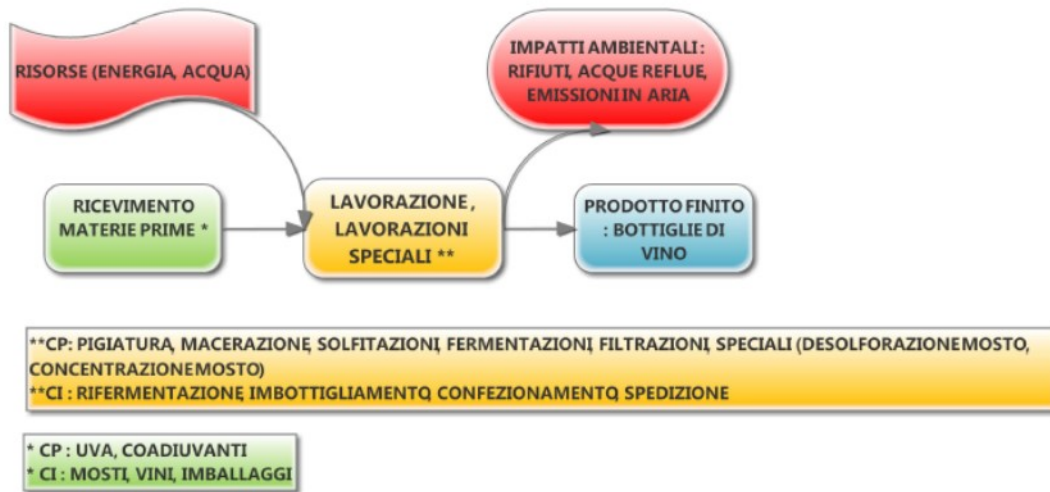 RISORSE (ENERGIA, ACQUA)
IMPATTI AMBIENTALI :
RIFIUTI, ACQUE REFLUE,
EMISSIONI IN ARIA
RICEVIMENTO
MATERIE PRIME *
LAVORAZIONE ,
LAVORAZIONI
SPECIALI **
PRODOTTO FINITO
: BOTTIGLIE DI
VINO
**CP: PIGIATURA, MACERAZIONE, SOLFITAZIONI, FERMENTAZIONI, FILTRAZIONI, SPECIALI (DESOLFORAZIONE MOSTO,
CONCENTRAZIONE MOSTO)
**CI : RIFERMENTAZIONE, IMBOTTIGLIAMENTO, CONFEZIONAMENTO, SPEDIZIONE
* CP : UVA, COADIUVANTI
* CI : MOSTI, VINI, IMBALLAGGI